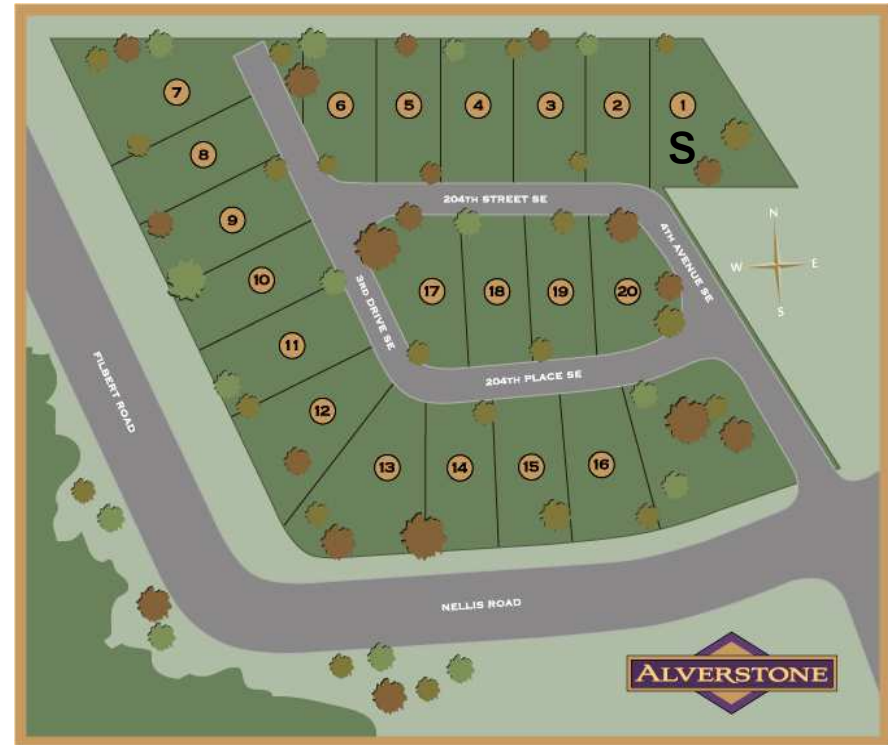 7
6
5
4
3
2
1
S
8
204TH STREET SE
9
4TH AVENUE SE
N
W
E
S
10
17
18
19
20
3RD DRIVE SE
11
204TH PLACE SE
FILBERT ROAD
12
13
14
15
16
NELLIS ROAD
ALVERSTONE